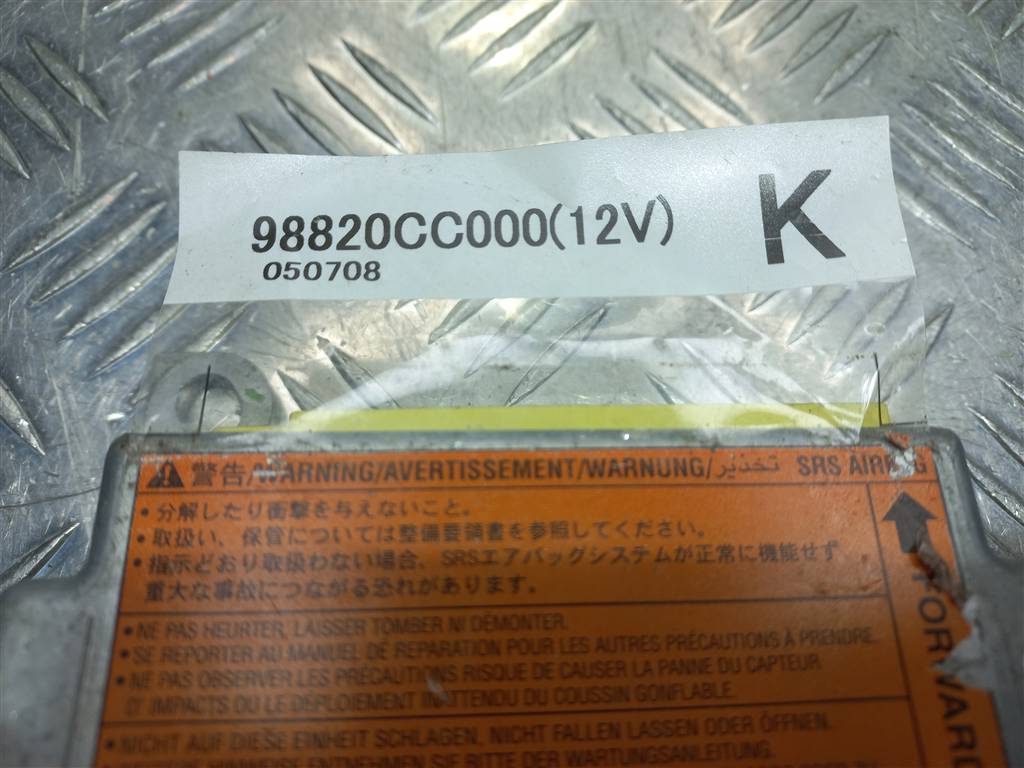 98820CC000(12V) K
050708
警告/WARNING/AVERTISSEMENT/WARNUNG/تحذير SRS AIRBAG
・分解したり衝撃を与えないこと。
・取扱い、保管については整備要領書を参照してください。
・指示どおり取扱わない場合、SRSエアバッグシステムが正常に機能せず、
重大な事故につながる恐れがあります。
FORWARD
• NE PAS HEURTER, LAISSER TOMBER NI DÉMONTER.
• SE REPORTER AU MANUEL DE RÉPARATION POUR LES AUTRES PRÉCAUTIONS À PRENDRE.
• NE PAS OBSERVER LES PRÉCAUTIONS RISQUE DE CAUSER LA PANNE DU CAPTEUR
D' IMPACTS OU LE DÉPLOIEMENT INATTENDU DU COUSSIN GONFLABLE.
• NICHT AUF DIESE EINHEIT SCHLAGEN, NICHT FALLEN LASSEN ODER ÖFFNEN.
HINWEISE ENTNEHMEN SIE BITTE DER WARTUNGSANLEITUNG.